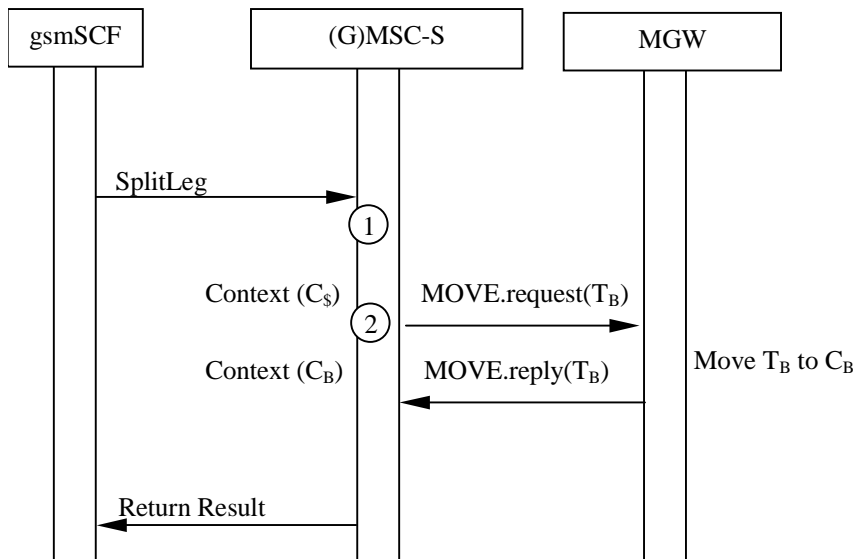 gsmSCF
(G)MSC-S
MGW
SplitLeg
1
Context (C$)
2
MOVE.request(TB)
Context (CB)
MOVE.reply(TB)
Move TB to CB
Return Result